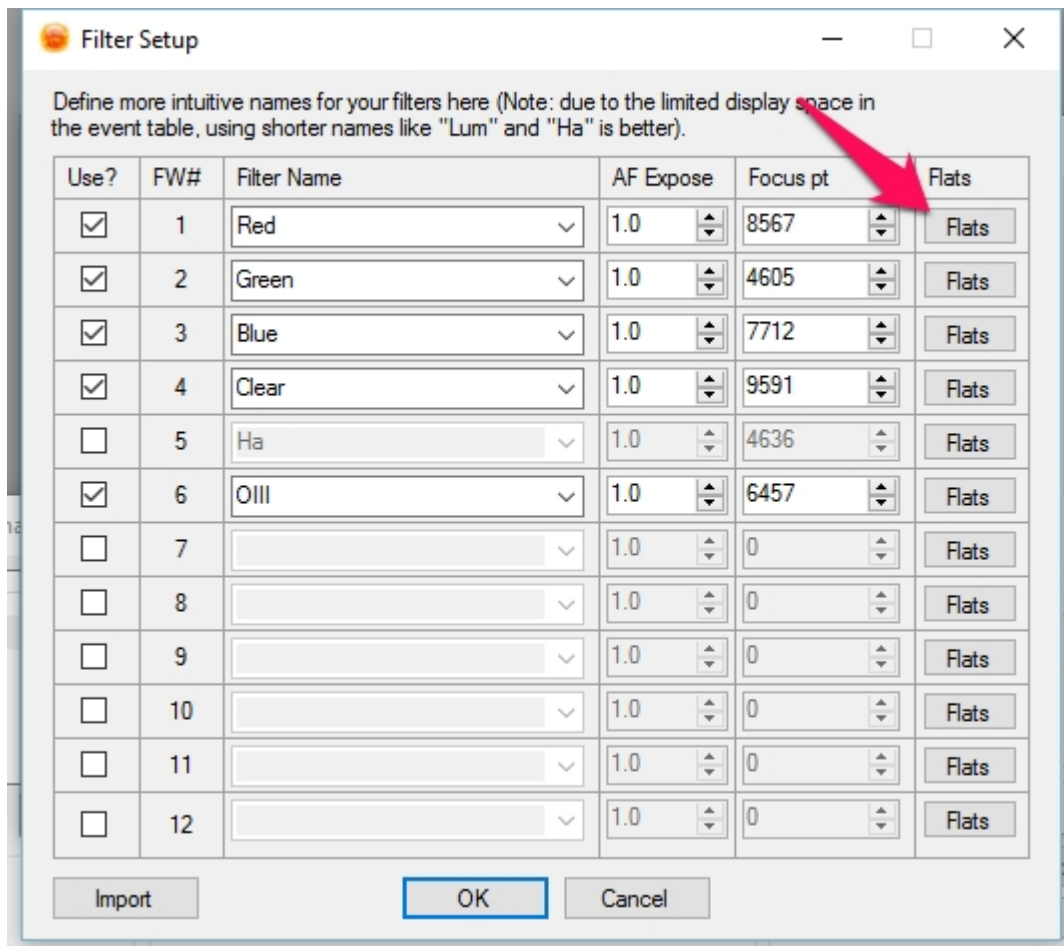 Filter Setup
Define more intuitive names for your filters here (Note: due to the limited display space in
the event table, using shorter names like "Lum" and "Ha" is better).
Use? FW# Filter Name AF Expose Focus pt Flats
1 Red 1.0 8567 Flats
2 Green 1.0 4605 Flats
3 Blue 1.0 7712 Flats
4 Clear 1.0 9591 Flats
5 Ha 1.0 4636 Flats
6 OIII 1.0 6457 Flats
7 1.0 0 Flats
8 1.0 0 Flats
9 1.0 0 Flats
10 1.0 0 Flats
11 1.0 0 Flats
12 1.0 0 Flats
Import OK Cancel